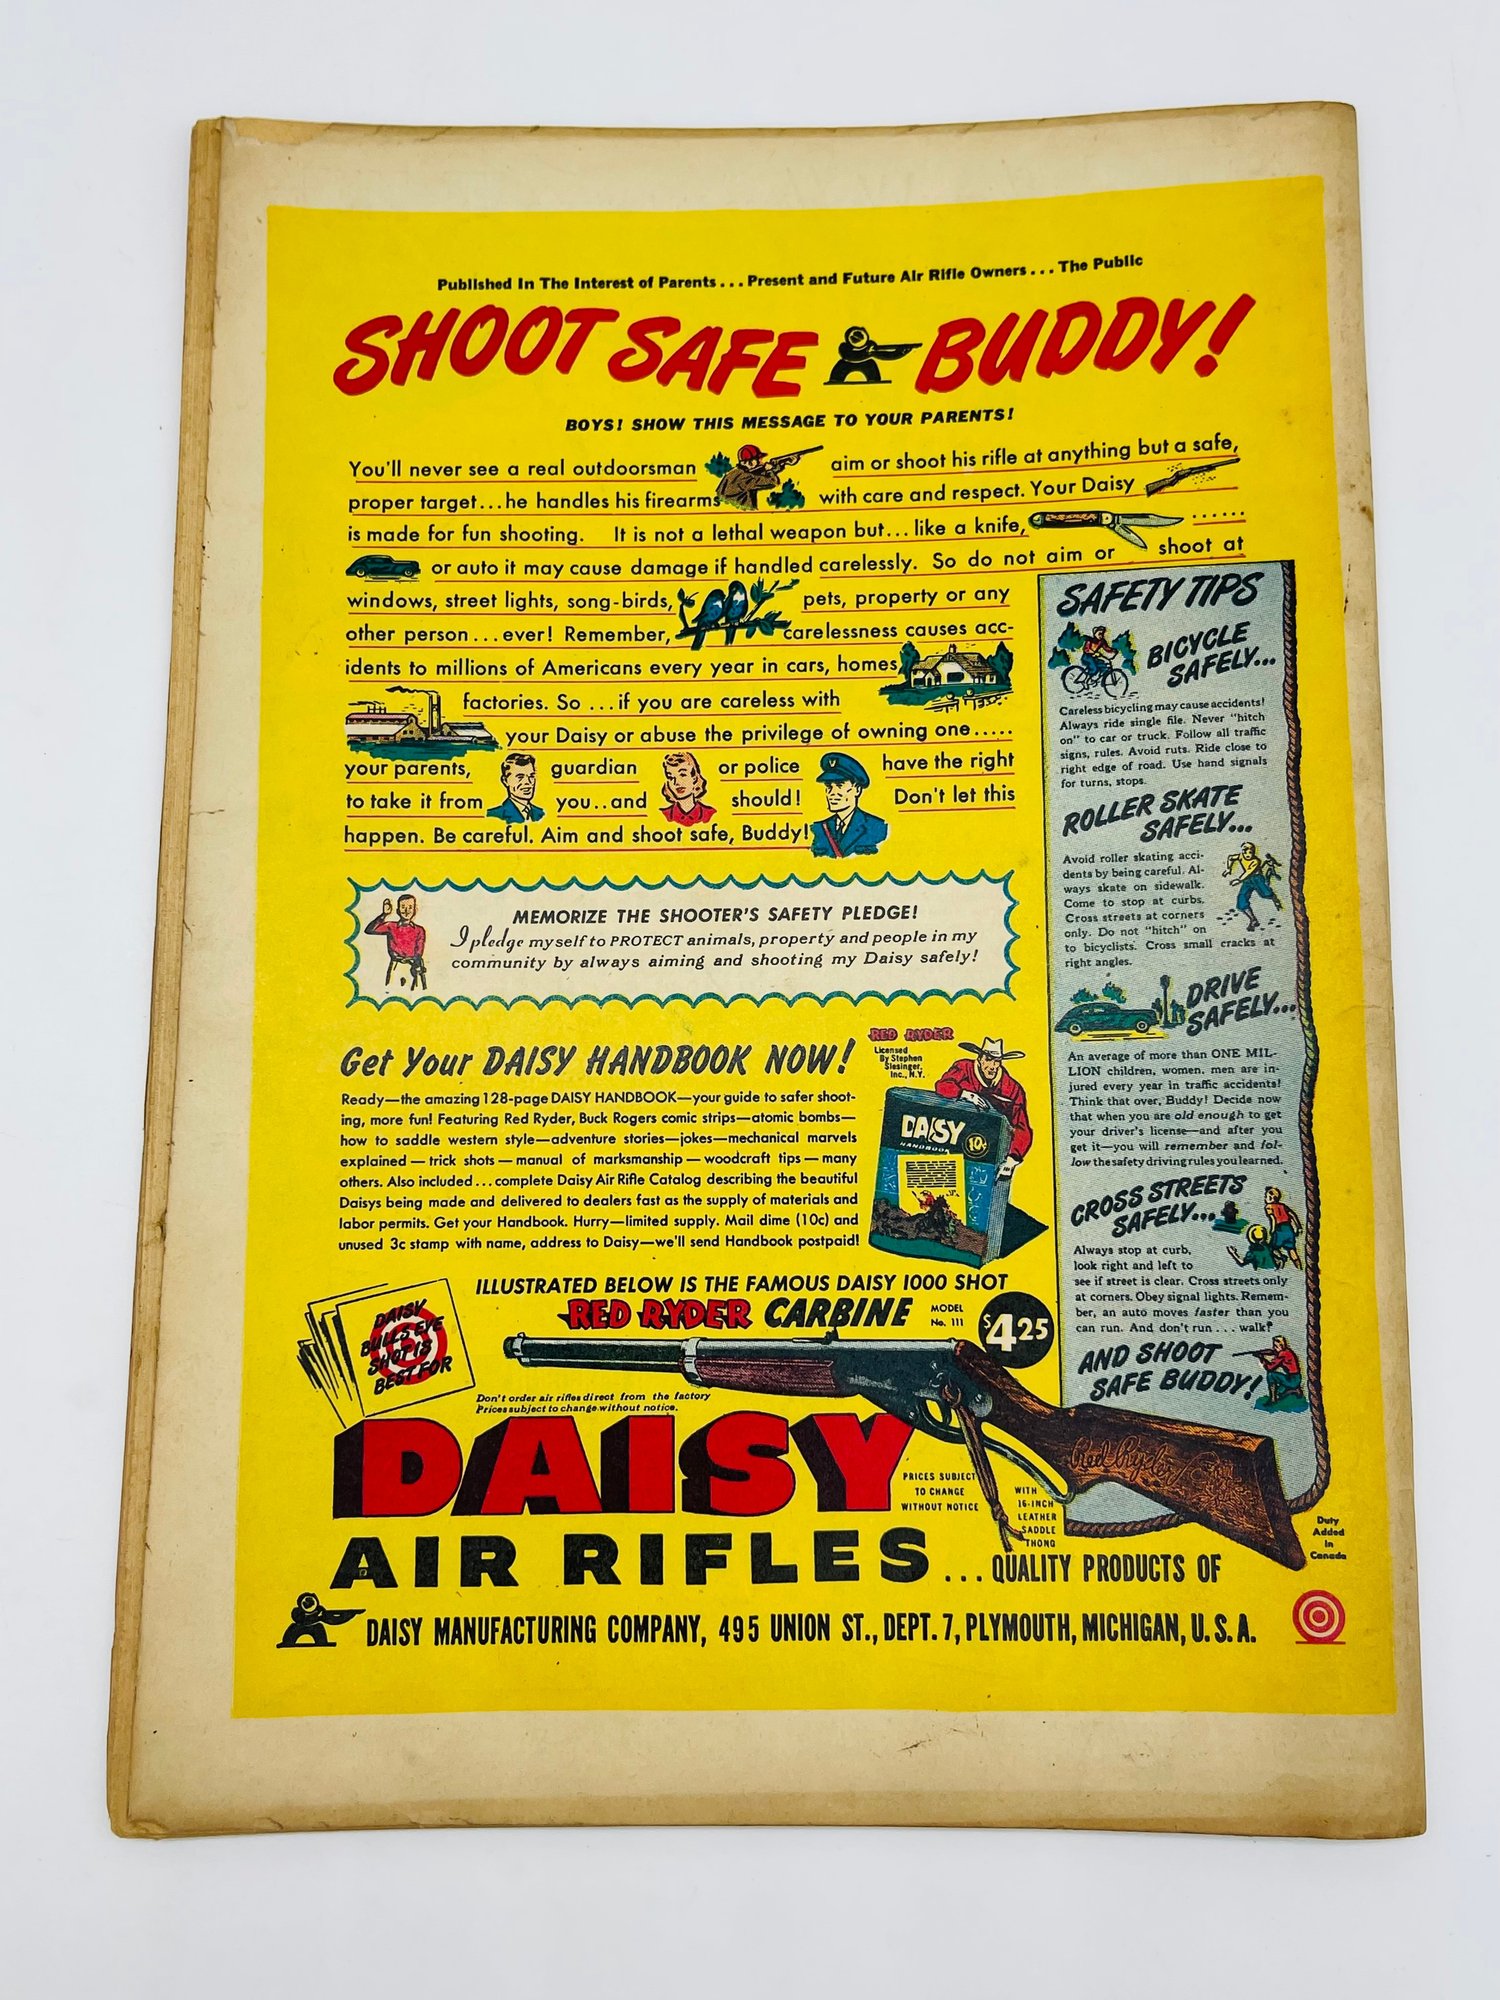 Published In The Interest of Parents...Present and Future Air Rifle Owners...The Public
SHOOT SAFE BUDDY!
BOYS! SHOW THIS MESSAGE TO YOUR PARENTS!
You'll never see a real outdoorsman aim or shoot his rifle at anything but a safe,
proper target...he handles his firearms with care and respect. Your Daisy
is made for fun shooting. It is not a lethal weapon but...like a knife, ......
or auto it may cause damage if handled carelessly. So do not aim or shoot at
windows, street lights, song-birds, pets, property or any
other person...ever! Remember, carelessness causes acc-
idents to millions of Americans every year in cars, homes,
factories. So ...if you are careless with
your Daisy or abuse the privilege of owning one.....
your parents, guardian or police have the right
to take it from you..and should! Don't let this
happen. Be careful. Aim and shoot safe, Buddy!
MEMORIZE THE SHOOTER'S SAFETY PLEDGE!
I pledge myself to PROTECT animals, property and people in my
community by always aiming and shooting my Daisy safely!
Get Your DAISY HANDBOOK NOW!
Ready—the amazing 128-page DAISY HANDBOOK—your guide to safer shoot-
ing, more fun! Featuring Red Ryder, Buck Rogers comic strips—atomic bombs—
how to saddle western style—adventure stories—jokes—mechanical marvels
explained—trick shots—manual of marksmanship—woodcraft tips—many
others. Also included...complete Daisy Air Rifle Catalog describing the beautiful
Daisys being made and delivered to dealers fast as the supply of materials and
labor permits. Get your Handbook. Hurry—limited supply. Mail dime (10c) and
unused 3c stamp with name, address to Daisy—we'll send Handbook postpaid!
RED RYDER
Licensed
By Stephen
Slesinger,
Inc., N.Y.
DAISY
HANDBOOK
10¢
SAFETY TIPS
BICYCLE
SAFELY...
Careless bicycling may cause accidents!
Always ride single file. Never "hitch
on" to car or truck. Follow all traffic
signs, rules. Avoid ruts. Ride close to
right edge of road. Use hand signals
for turns, stops.
ROLLER SKATE
SAFELY...
Avoid roller skating acci-
dents by being careful. Al-
ways skate on sidewalk.
Come to stop at curbs.
Cross streets at corners
only. Do not "hitch" on
to bicyclists. Cross small cracks at
right angles.
DRIVE
SAFELY...
An average of more than ONE MIL-
LION children, women, men are in-
jured every year in traffic accidents!
Think that over, Buddy! Decide now
that when you are old enough to get
your driver's license—and after you
get it—you will remember and fol-
low the safety driving rules you learned.
CROSS STREETS
SAFELY...
Always stop at curb,
look right and left to
see if street is clear. Cross streets only
at corners. Obey signal lights. Remem-
ber, an auto moves faster than you
can run. And don't run...walk!
AND SHOOT
SAFE BUDDY!
ILLUSTRATED BELOW IS THE FAMOUS DAISY 1000 SHOT
RED RYDER CARBINE
MODEL
No. 111
$4.25
DAISY
BULLS EYE
SHOT IS
BEST FOR
Don't order air rifles direct from the factory
Prices subject to change without notice.
DAISY
Red Ryder
PRICES SUBJECT
TO CHANGE
WITHOUT NOTICE
WITH
16-INCH
LEATHER
SADDLE
THONG
Duty
Added
in
Canada
AIR RIFLES ...QUALITY PRODUCTS OF
DAISY MANUFACTURING COMPANY, 495 UNION ST., DEPT. 7, PLYMOUTH, MICHIGAN, U. S. A.